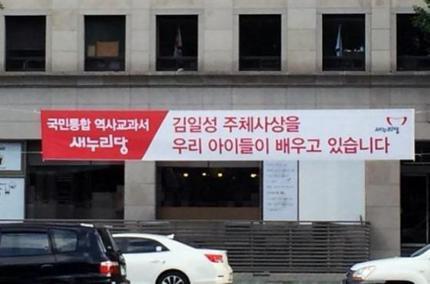 국민통합 역사교과서
새누리당
김일성 주체사상을
우리 아이들이 배우고 있습니다
새누리당